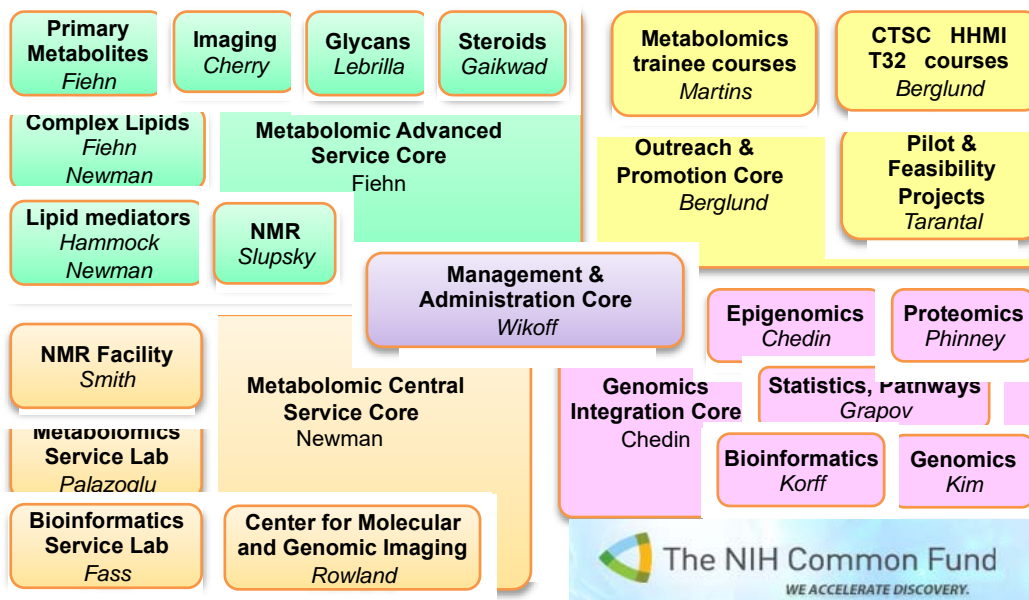 Primary
Metabolites
Fiehn
Imaging
Cherry
Glycans
Lebrilla
Steroids
Gaikwad
Complex Lipids
Fiehn
Newman
Metabolomic Advanced
Service Core
Fiehn
Lipid mediators
Hammock
Newman
NMR
Slupsky
Metabolomics
trainee courses
Martins
CTSC HHMI
T32 courses
Berglund
Outreach &
Promotion Core
Berglund
Pilot &
Feasibility
Projects
Tarantal
Management &
Administration Core
Wikoff
NMR Facility
Smith
Metabolomic Central
Service Core
Newman
Metabolomics
Service Lab
Palazoglu
Bioinformatics
Service Lab
Fass
Center for Molecular
and Genomic Imaging
Rowland
Epigenomics
Chedin
Proteomics
Phinney
Genomics
Integration Core
Chedin
Statistics, Pathways
Grapov
Bioinformatics
Korff
Genomics
Kim
The NIH Common Fund
WE ACCELERATE DISCOVERY.